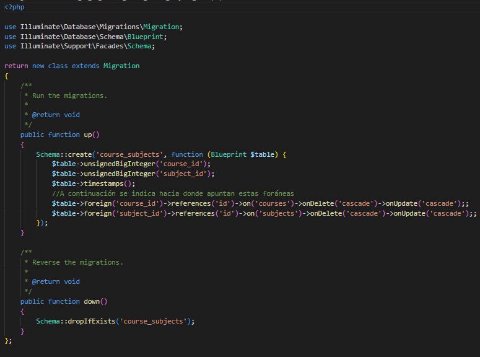 <?php
use Illuminate\Database\Migrations\Migration;
use Illuminate\Database\Schema\Blueprint;
use Illuminate\Support\Facades\Schema;
return new class extends Migration
{
/**
* Run the migrations.
*
* @return void
*/
public function up()
{
Schema::create('course_subjects', function (Blueprint $table) {
$table->unsignedBigInteger('course_id');
$table->unsignedBigInteger('subject_id');
$table->timestamps();
//A continuación se indica hacia donde apuntan estas foráneas
$table->foreign('course_id')->references('id')->on('courses')->onDelete('cascade')->onUpdate('cascade');;
$table->foreign('subject_id')->references('id')->on('subjects')->onDelete('cascade')->onUpdate('cascade');;
});
}
/**
* Reverse the migrations.
*
* @return void
*/
public function down()
{
Schema::dropIfExists('course_subjects');
}
};